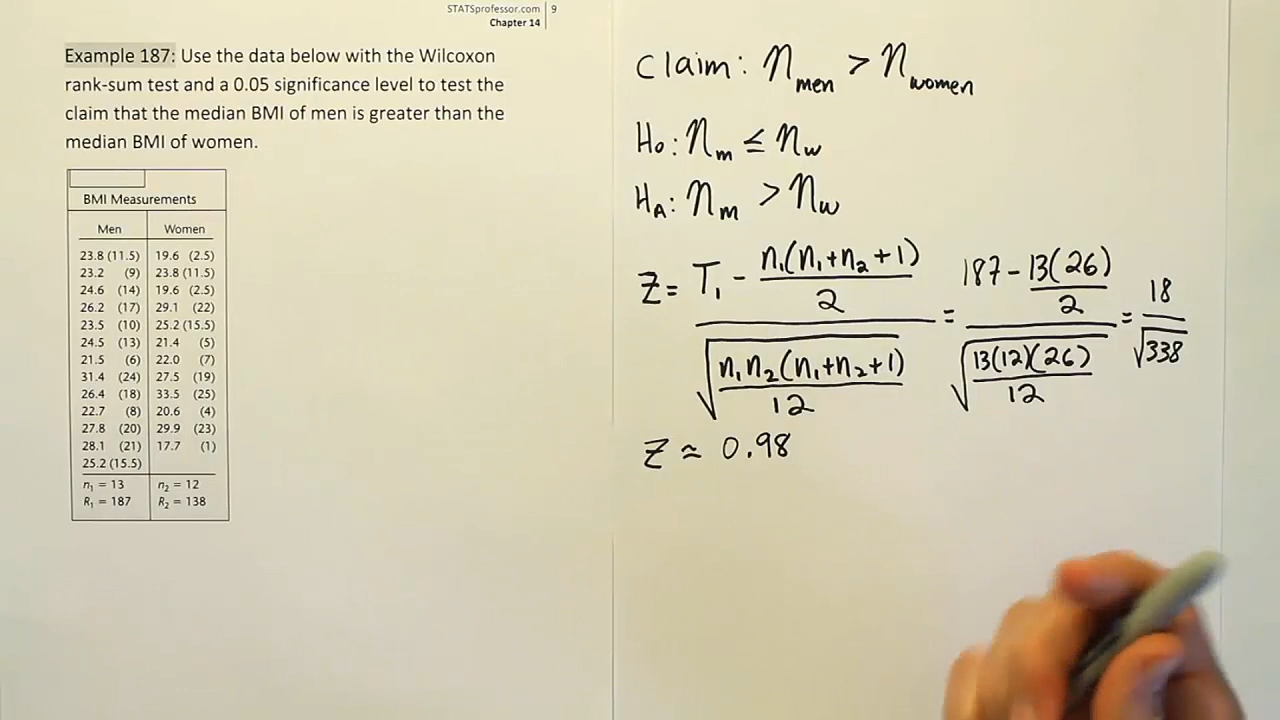 STATSprofessor.com | 9
Chapter 14
Example 187: Use the data below with the Wilcoxon
rank-sum test and a 0.05 significance level to test the
claim that the median BMI of men is greater than the
median BMI of women.
BMI Measurements
Men Women
23.8 (11.5) 19.6 (2.5)
23.2 (9) 23.8 (11.5)
24.6 (14) 19.6 (2.5)
26.2 (17) 29.1 (22)
23.5 (10) 25.2 (15.5)
24.5 (13) 21.4 (5)
21.5 (6) 22.0 (7)
31.4 (24) 27.5 (19)
26.4 (18) 33.5 (25)
22.7 (8) 20.6 (4)
27.8 (20) 29.9 (23)
28.1 (21) 17.7 (1)
25.2 (15.5)
n₁ = 13 n₂ = 12
R₁ = 187 R₂ = 138
Claim: η_men > η_women
H₀: η_m ≤ η_w
H_A: η_m > η_w
Z = (T₁ - n₁(n₁+n₂+1)/2) / √(n₁n₂(n₁+n₂+1)/12) = (187 - 13(26)/2) / √(13(12)(26)/12) = 18/√338
Z ≈ 0.98